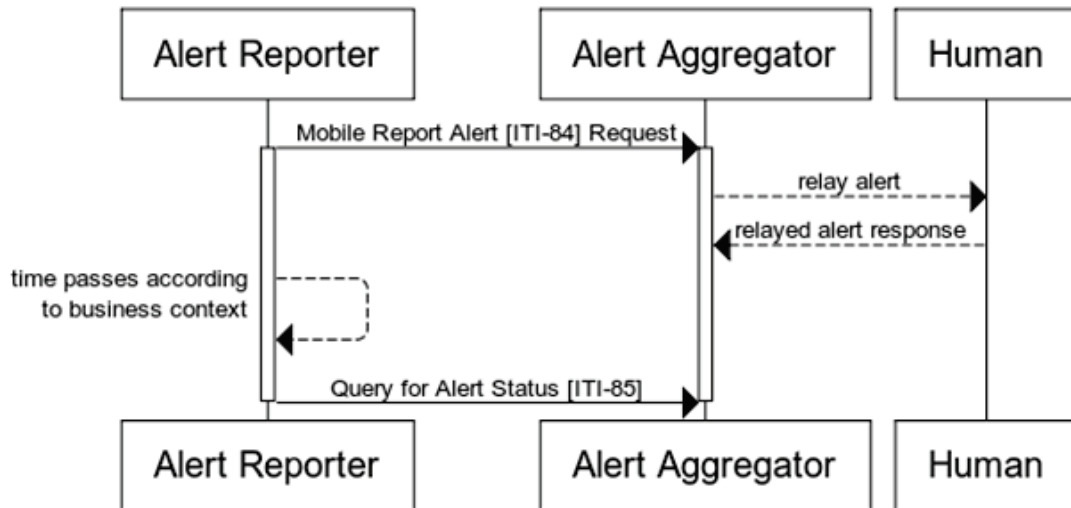 Alert Reporter
Alert Aggregator
Human
Mobile Report Alert [ITI-84] Request
relay alert
relayed alert response
time passes according
to business context
Query for Alert Status [ITI-85]
Alert Reporter
Alert Aggregator
Human